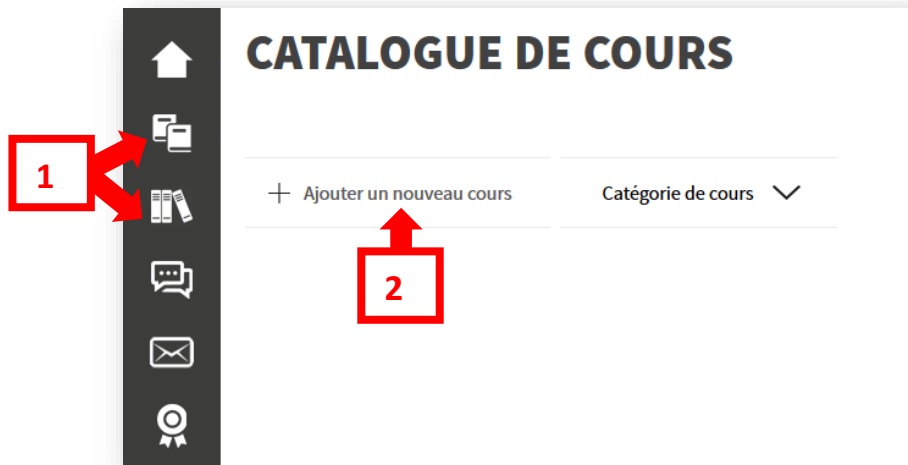 CATALOGUE DE COURS
1
Ajouter un nouveau cours
Catégorie de cours
2